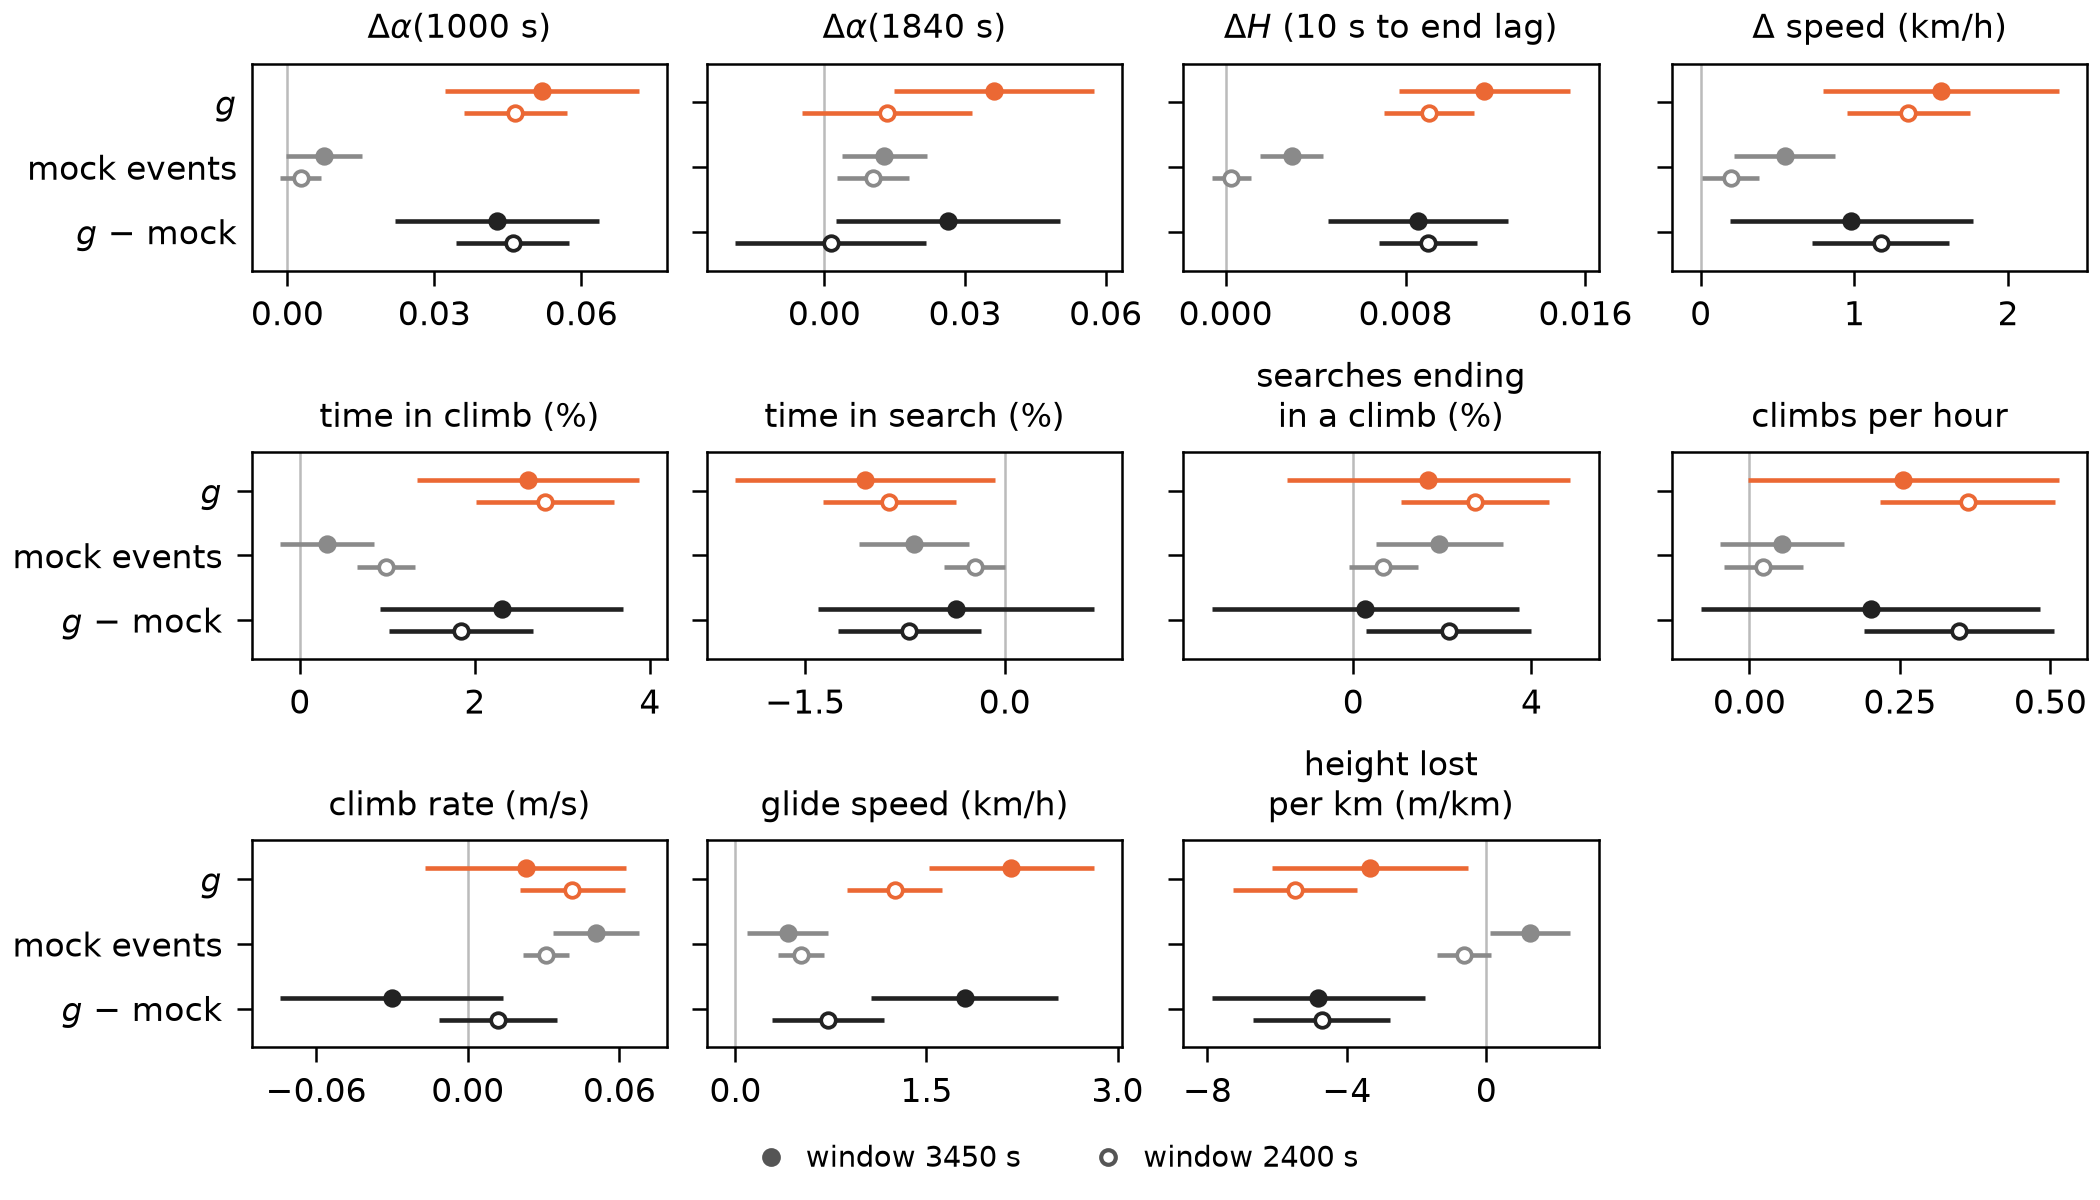 Δα(1000 s)
Δα(1840 s)
ΔH (10 s to end lag)
Δ speed (km/h)
g
mock events
g − mock
0.00 0.03 0.06
0.00 0.03 0.06
0.000 0.008 0.016
0 1 2
time in climb (%)
time in search (%)
searches ending
in a climb (%)
climbs per hour
g
mock events
g − mock
0 2 4
−1.5 0.0
0 4
0.00 0.25 0.50
climb rate (m/s)
glide speed (km/h)
height lost
per km (m/km)
g
mock events
g − mock
−0.06 0.00 0.06
0.0 1.5 3.0
−8 −4 0
window 3450 s
window 2400 s